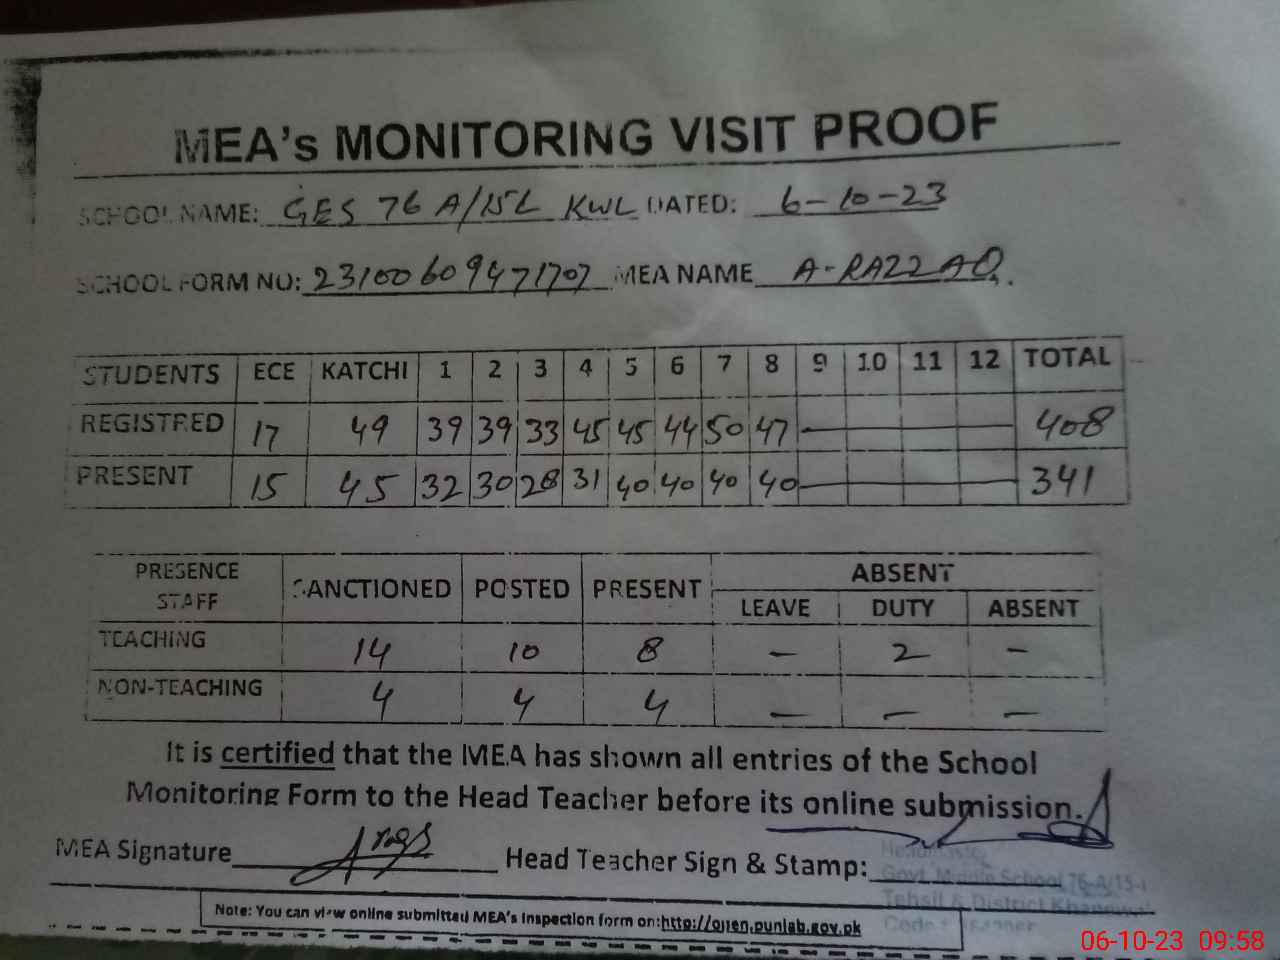 MEA's MONITORING VISIT PROOF
SCHOOL NAME: GES 76 A/15L KWL DATED: 6-10-23
SCHOOL FORM NO: 23100609471707 MEA NAME A-RAZZAQ.
STUDENTS ECE KATCHI 1 2 3 4 5 6 7 8 9 10 11 12 TOTAL
REGISTRED 17 49 39 39 33 45 45 44 50 47 408
PRESENT 15 45 32 30 28 31 40 40 40 40 341
PRESENCE STAFF SANCTIONED POSTED PRESENT ABSENT
LEAVE DUTY ABSENT
TEACHING 14 10 8 - 2 -
NON-TEACHING 4 4 4 - - -
It is certified that the MEA has shown all entries of the School
Monitoring Form to the Head Teacher before its online submission.
MEA Signature Head Teacher Sign & Stamp:
Headmaster
Govt. Middle School 76-A/15-L
Tehsil & District Khanewal
Code
Note: You can view online submitted MEA's inspection form on:http://open.punjab.gov.pk
06-10-23 09:58